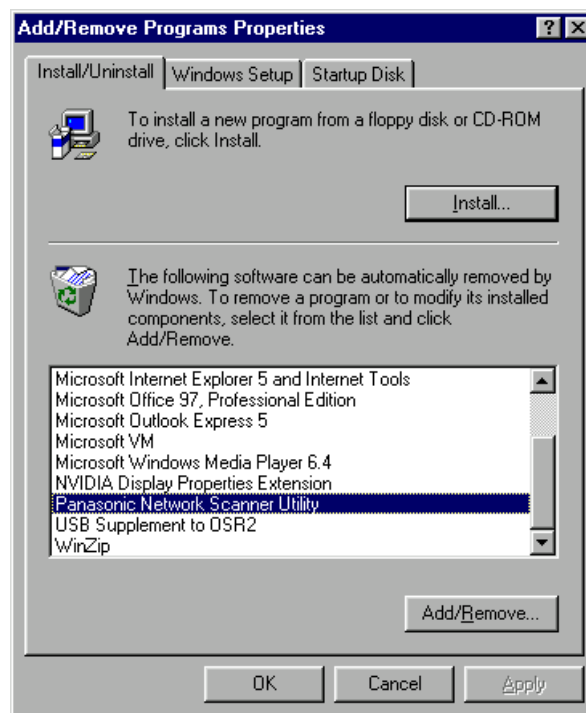 Add/Remove Programs Properties
Install/Uninstall
Windows Setup
Startup Disk
To install a new program from a floppy disk or CD-ROM
drive, click Install.
Install...
The following software can be automatically removed by
Windows. To remove a program or to modify its installed
components, select it from the list and click
Add/Remove.
Microsoft Internet Explorer 5 and Internet Tools
Microsoft Office 97, Professional Edition
Microsoft Outlook Express 5
Microsoft VM
Microsoft Windows Media Player 6.4
NVIDIA Display Properties Extension
Panasonic Network Scanner Utility
USB Supplement to OSR2
WinZip
Add/Remove...
OK
Cancel
Apply